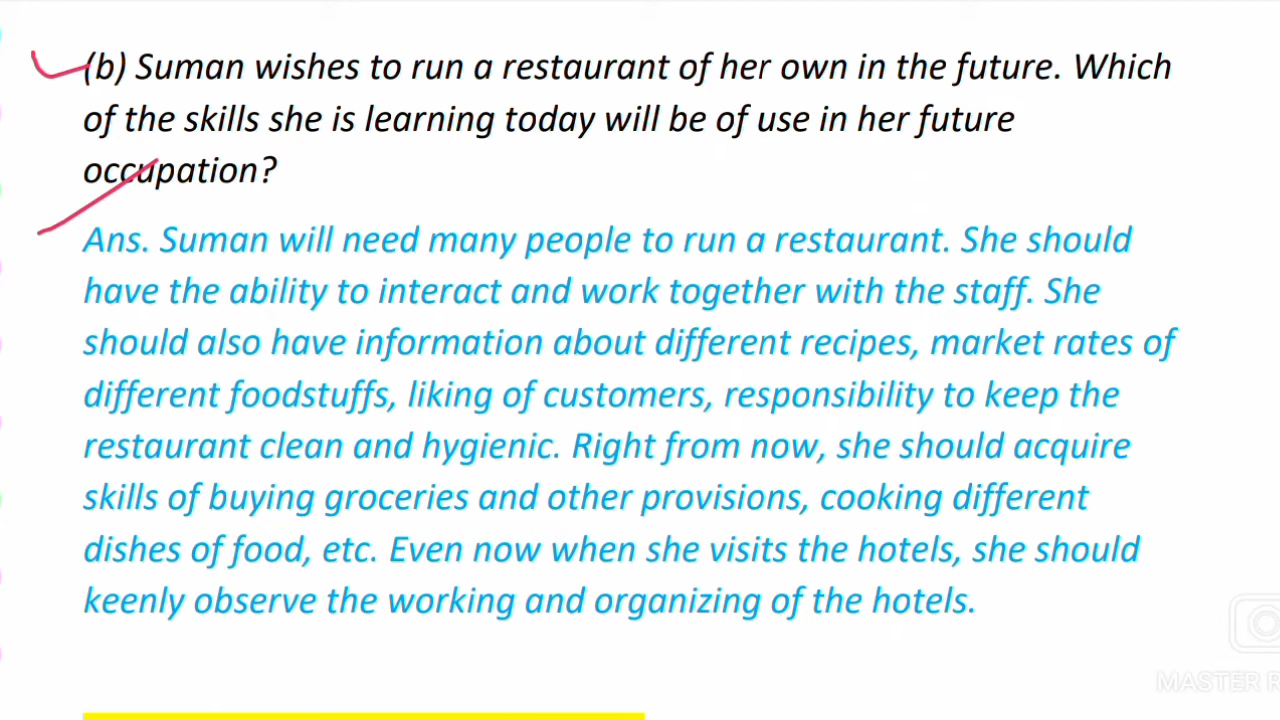 (b) Suman wishes to run a restaurant of her own in the future. Which
of the skills she is learning today will be of use in her future
occupation?
Ans. Suman will need many people to run a restaurant. She should
have the ability to interact and work together with the staff. She
should also have information about different recipes, market rates of
different foodstuffs, liking of customers, responsibility to keep the
restaurant clean and hygienic. Right from now, she should acquire
skills of buying groceries and other provisions, cooking different
dishes of food, etc. Even now when she visits the hotels, she should
keenly observe the working and organizing of the hotels.
MASTER R